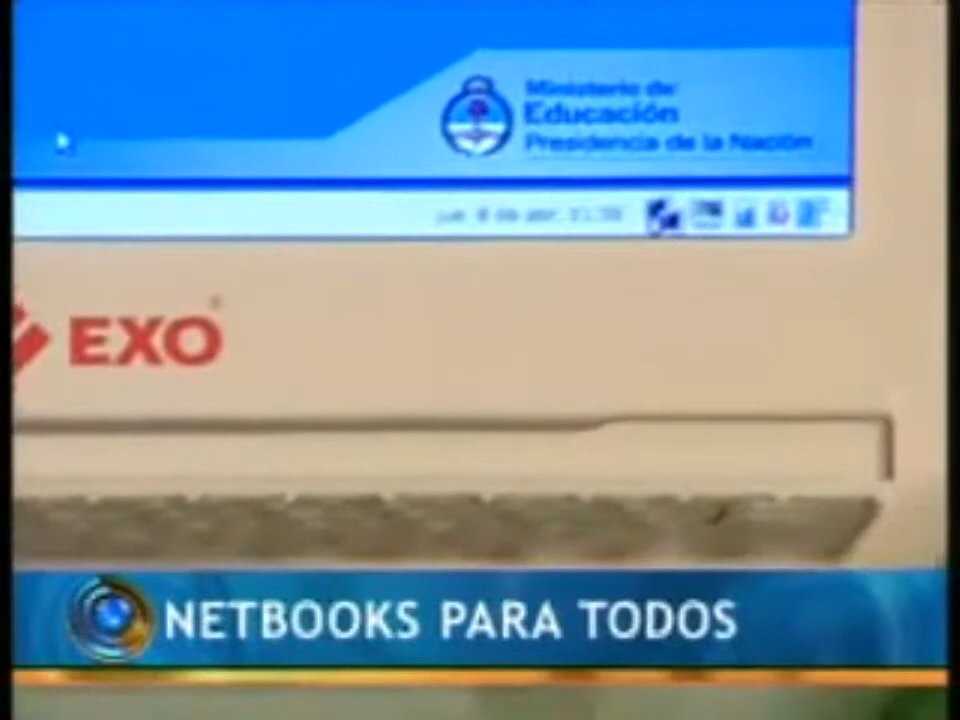 Ministerio de
Educación
Presidencia de la Nación
EXO
NETBOOKS PARA TODOS